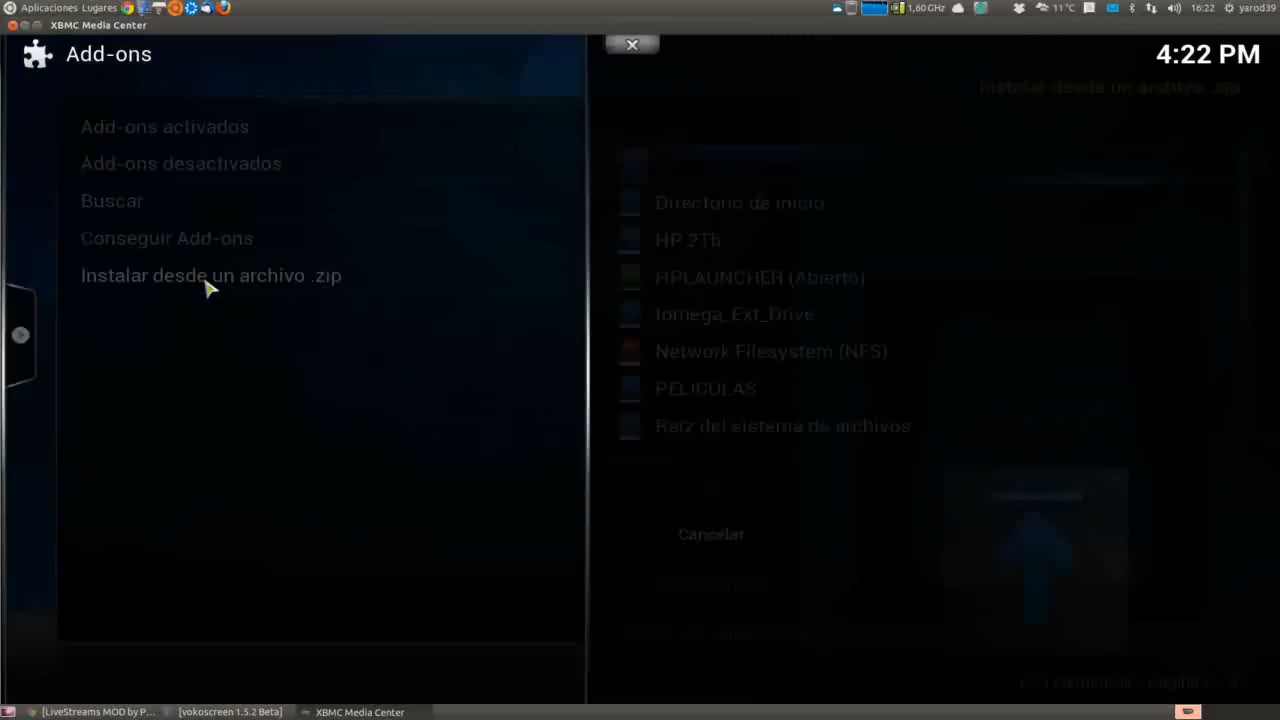 Aplicaciones Lugares
1,60 GHz
11 °C
16:22
yarod39
XBMC Media Center
Add-ons
4:22 PM
Instalar desde un archivo .zip
Add-ons activados
Add-ons desactivados
Buscar
Conseguir Add-ons
Instalar desde un archivo .zip
Directorio de inicio
HP 2Tb
HPLAUNCHER (Abierto)
Iomega_Ext_Drive
Network Filesystem (NFS)
PELICULAS
Raíz del sistema de archivos
Cancelar
[LiveStreams MOD by P...
[vokoscreen 1.5.2 Beta]
XBMC Media Center